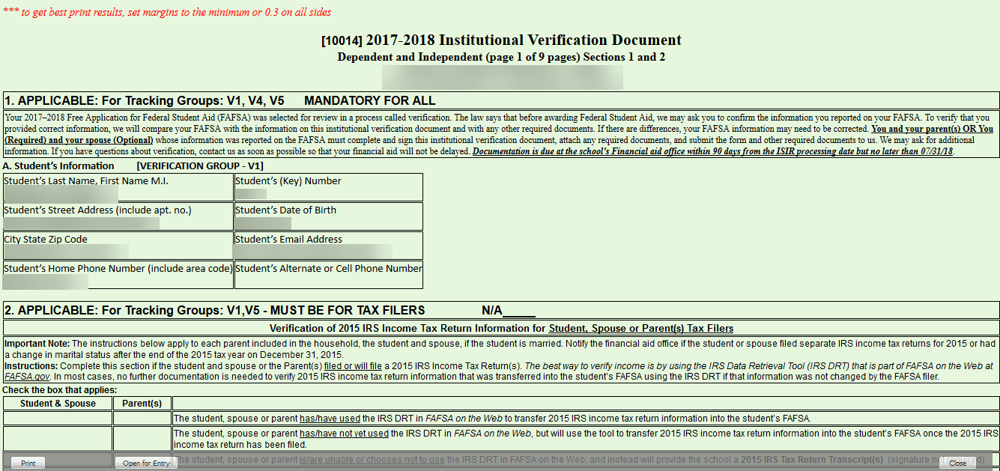 *** to get best print results, set margins to the minimum or 0.3 on all sides
[10014] 2017-2018 Institutional Verification Document
Dependent and Independent (page 1 of 9 pages) Sections 1 and 2
1. APPLICABLE: For Tracking Groups: V1, V4, V5 MANDATORY FOR ALL
Your 2017–2018 Free Application for Federal Student Aid (FAFSA) was selected for review in a process called verification. The law says that before awarding Federal Student Aid, we may ask you to confirm the information you reported on your FAFSA. To verify that you
provided correct information, we will compare your FAFSA with the information on this institutional verification document and with any other required documents. If there are differences, your FAFSA information may need to be corrected. You and your parent(s) OR You
(Required) and your spouse (Optional) whose information was reported on the FAFSA must complete and sign this institutional verification document, attach any required documents, and submit the form and other required documents to us. We may ask for additional
information. If you have questions about verification, contact us as soon as possible so that your financial aid will not be delayed. Documentation is due at the school's Financial aid office within 90 days from the ISIR processing date but no later than 07/31/18.
A. Student's Information [VERIFICATION GROUP - V1]
Student's Last Name, First Name M.I. Student's (Key) Number
Student's Street Address (include apt. no.) Student's Date of Birth
City State Zip Code Student's Email Address
Student's Home Phone Number (include area code) Student's Alternate or Cell Phone Number
2. APPLICABLE: For Tracking Groups: V1,V5 - MUST BE FOR TAX FILERS N/A_____
Verification of 2015 IRS Income Tax Return Information for Student, Spouse or Parent(s) Tax Filers
Important Note: The instructions below apply to each parent included in the household, the student and spouse, if the student is married. Notify the financial aid office if the student or spouse filed separate IRS income tax returns for 2015 or had
a change in marital status after the end of the 2015 tax year on December 31, 2015.
Instructions: Complete this section if the student and spouse or the Parent(s) filed or will file a 2015 IRS Income Tax Return(s). The best way to verify income is by using the IRS Data Retrieval Tool (IRS DRT) that is part of FAFSA on the Web at
FAFSA.gov. In most cases, no further documentation is needed to verify 2015 IRS income tax return information that was transferred into the student's FAFSA using the IRS DRT if that information was not changed by the FAFSA filer.
Check the box that applies:
Student & Spouse Parent(s)
The student, spouse or parent has/have used the IRS DRT in FAFSA on the Web to transfer 2015 IRS income tax return information into the student's FAFSA.
The student, spouse or parent has/have not yet used the IRS DRT in FAFSA on the Web, but will use the tool to transfer 2015 IRS income tax return information into the student's FAFSA once the 2015 IRS
income tax return has been filed.
The student, spouse or parent is/are unable or chooses not to use the IRS DRT in FAFSA on the Web, and instead will provide the school a 2015 IRS Tax Return Transcript(s). (signature not required)
Print Open for Entry Close